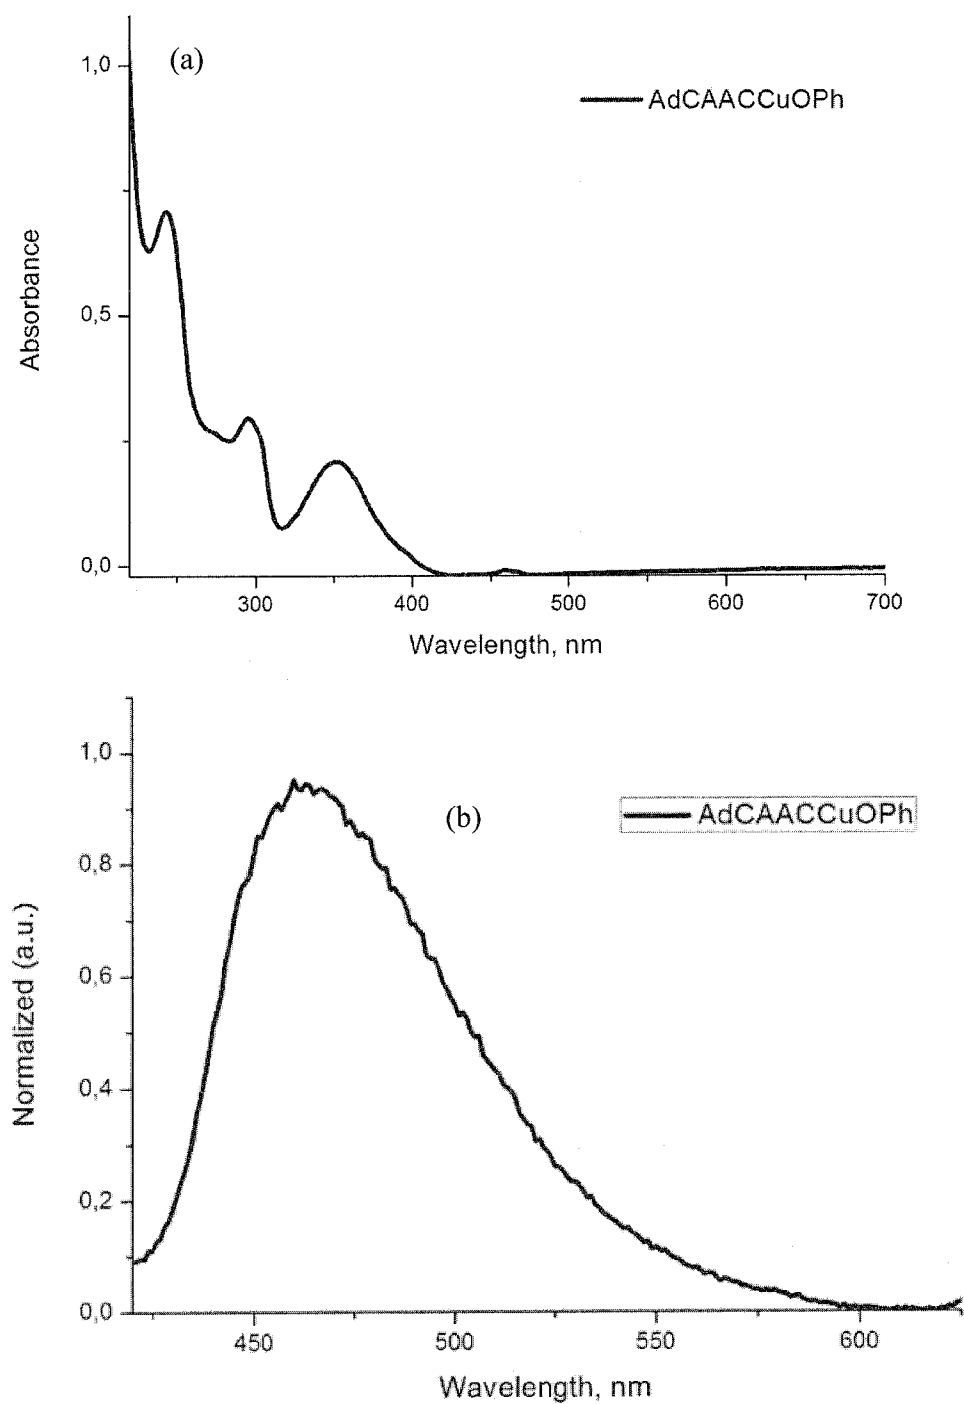 (a)
1,0
AdCAACCuOPh
Absorbance
0,5
0,0
300 400 500 600 700
Wavelength, nm
1,0
(b)
AdCAACCuOPh
0,8
Normalized (a.u.)
0,6
0,4
0,2
0,0
450 500 550 600
Wavelength, nm